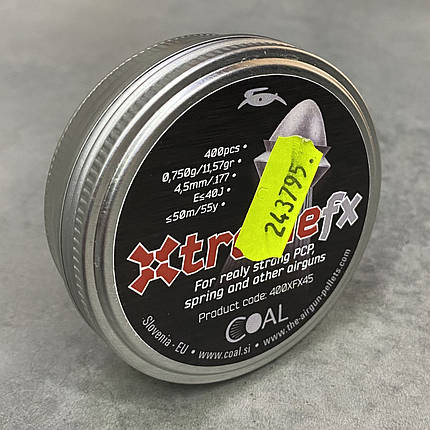 400pcs •
0,750g/11,57gr •
4,5mm/.177 •
E≤40J •
≤50m/55y •
243795.
fx
For realy strong PCP,
spring and other airguns
Product code: 400XFX45
COAL
Slovenia - EU • www.coal.si • www.the-airgun-pellets.com •